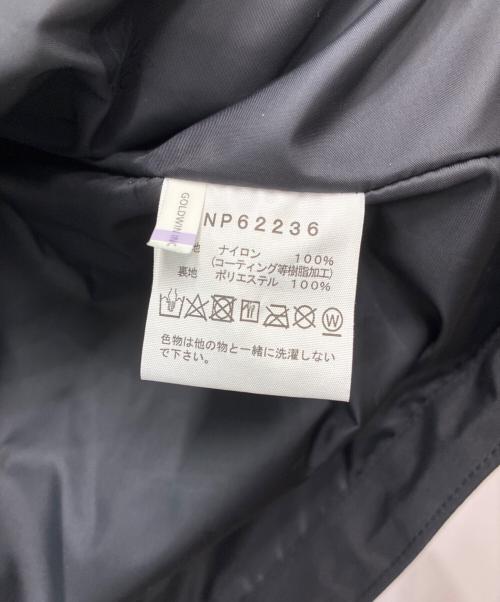 GOLDWIN INC
NP62236
地 ナイロン 100%
(コーティング等樹脂加工)
裏地 ポリエステル 100%
W
色物は他の物と一緒に洗濯しない
で下さい。